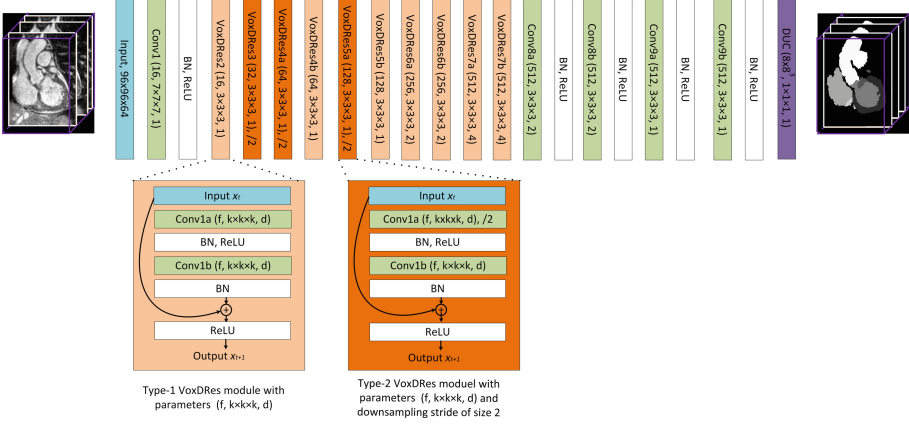 Input, 96x96x64
Conv1 (16, 7×7×7, 1)
BN, ReLU
VoxDRes2 (16, 3×3×3, 1)
VoxDRes3 (32, 3×3×3, 1), /2
VoxDRes4a (64, 3×3×3, 1), /2
VoxDRes4b (64, 3×3×3, 1)
VoxDRes5a (128, 3×3×3, 1), /2
VoxDRes5b (128, 3×3×3, 1)
VoxDRes6a (256, 3×3×3, 2)
VoxDRes6b (256, 3×3×3, 2)
VoxDRes7a (512, 3×3×3, 4)
VoxDRes7b (512, 3×3×3, 4)
Conv8a (512, 3×3×3, 2)
BN, ReLU
Conv8b (512, 3×3×3, 2)
BN, ReLU
Conv9a (512, 3×3×3, 1)
BN, ReLU
Conv9b (512, 3×3×3, 1)
BN, ReLU
DUC (8×8³, 1×1×1, 1)
Input xₜ
Conv1a (f, k×k×k, d)
BN, ReLU
Conv1b (f, k×k×k, d)
BN
+
ReLU
Output xₜ₊₁
Type-1 VoxDRes module with
parameters (f, k×k×k, d)
Input xₜ
Conv1a (f, kxkxk, d), /2
BN, ReLU
Conv1b (f, k×k×k, d)
BN
+
ReLU
Output xₜ₊₁
Type-2 VoxDRes moduel with
parameters (f, k×k×k, d) and
downsampling stride of size 2